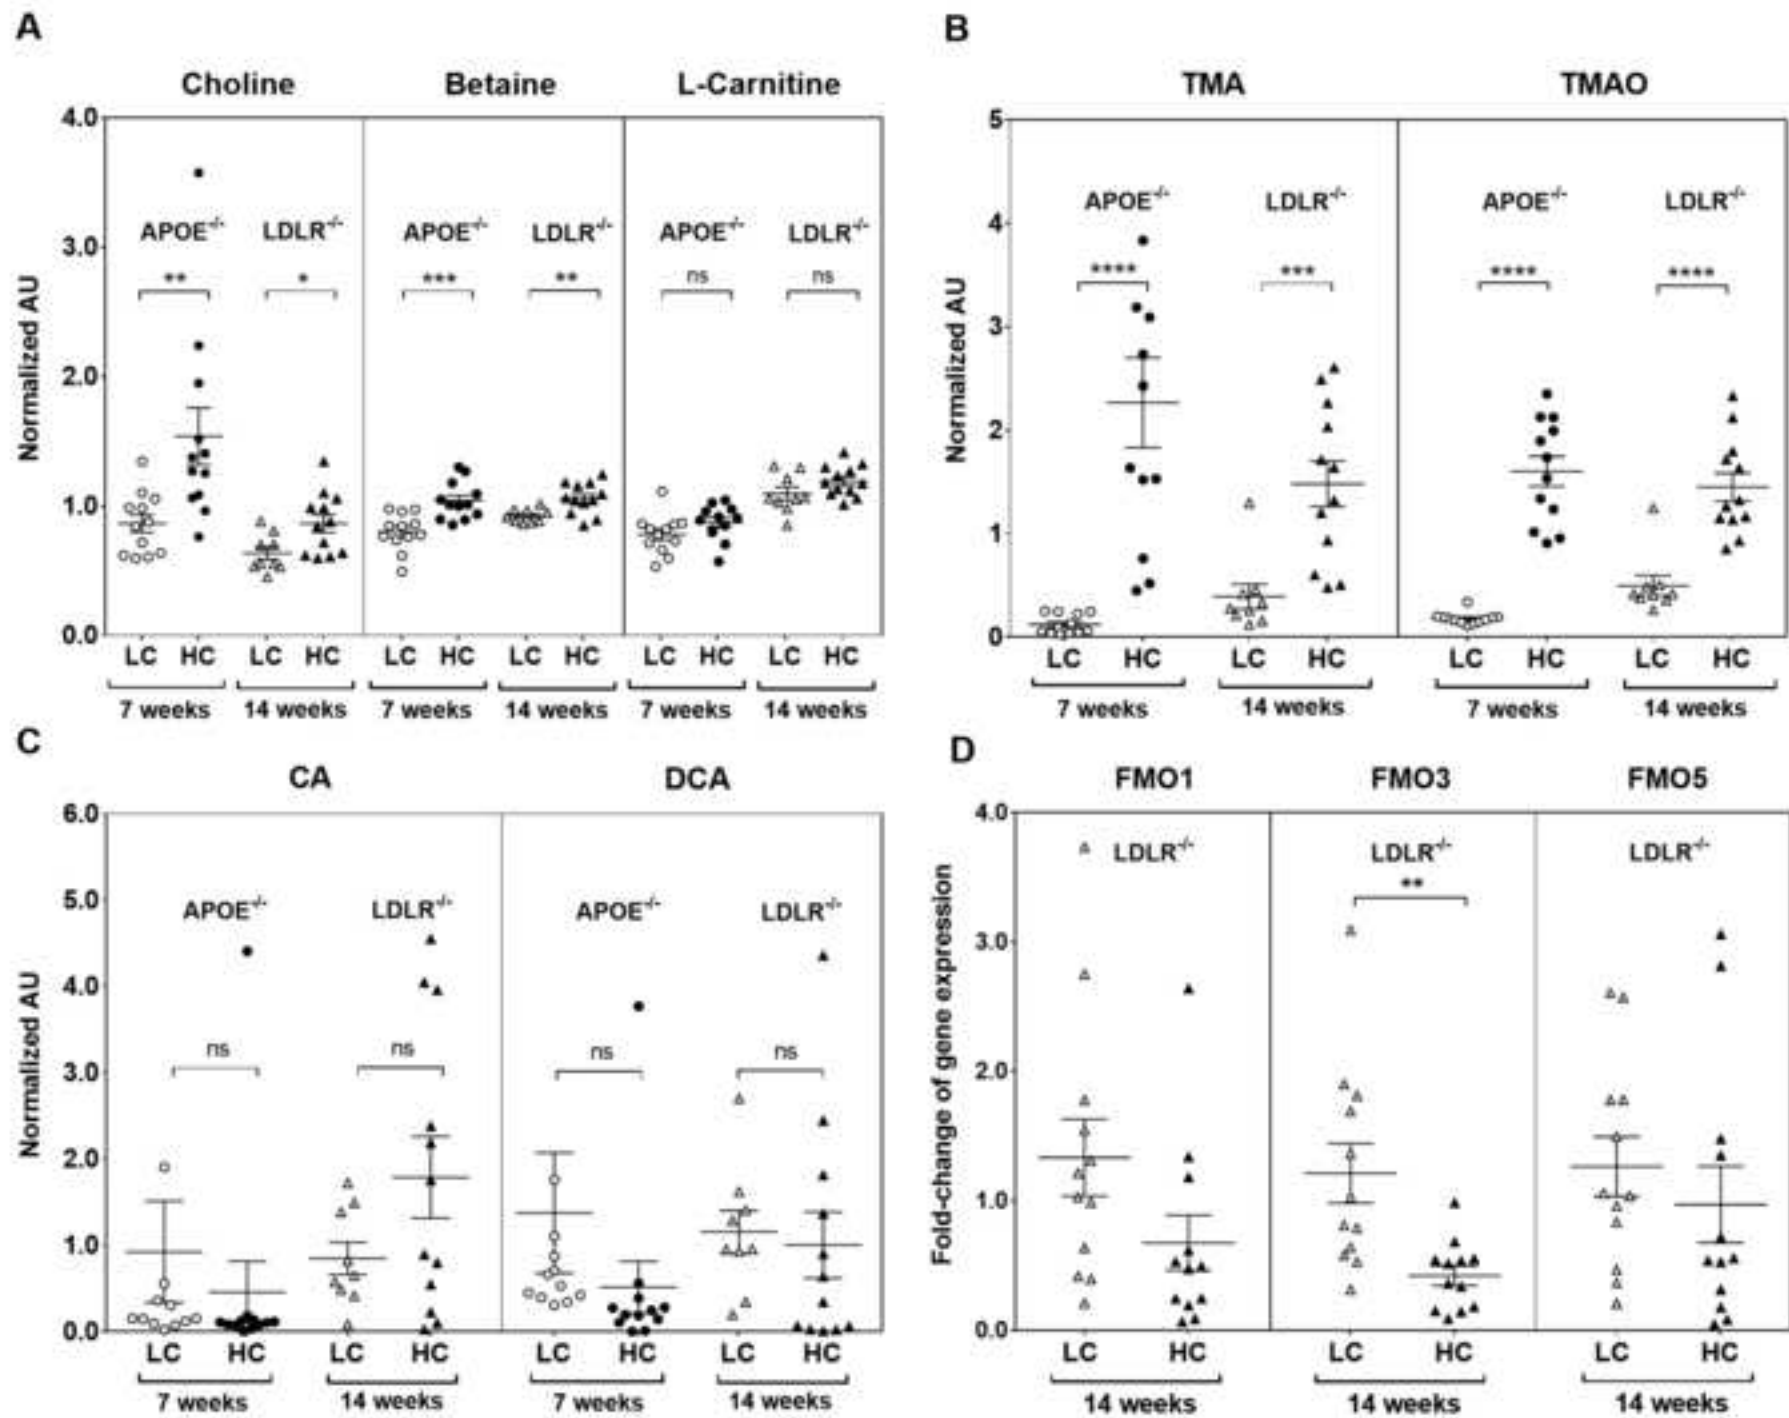 A
Choline Betaine L-Carnitine
4.0
3.0
2.0
1.0
0.0
Normalized AU
APOE-/- LDLR-/- APOE-/- LDLR-/- APOE-/- LDLR-/-
** * *** ** ns ns
LC HC LC HC LC HC LC HC LC HC LC HC
7 weeks 14 weeks 7 weeks 14 weeks 7 weeks 14 weeks
B
TMA TMAO
5
4
3
2
1
0
Normalized AU
APOE-/- LDLR-/- APOE-/- LDLR-/-
**** *** **** ****
LC HC LC HC LC HC LC HC
7 weeks 14 weeks 7 weeks 14 weeks
C
CA DCA
6.0
5.0
4.0
3.0
2.0
1.0
0.0
Normalized AU
APOE-/- LDLR-/- APOE-/- LDLR-/-
ns ns ns ns
LC HC LC HC LC HC LC HC
7 weeks 14 weeks 7 weeks 14 weeks
D
FMO1 FMO3 FMO5
4.0
3.0
2.0
1.0
0.0
Fold-change of gene expression
LDLR-/- LDLR-/- LDLR-/-
**
LC HC LC HC LC HC
14 weeks 14 weeks 14 weeks